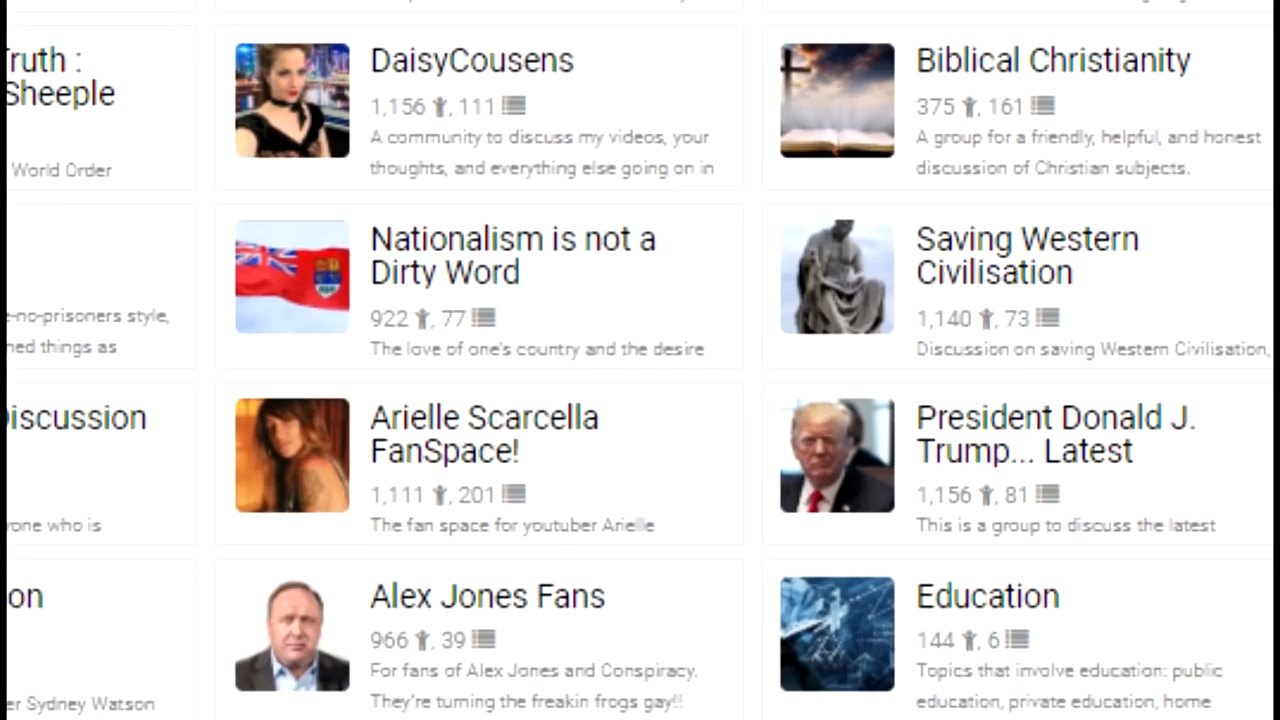 Truth :
Sheeple
World Order
e-no-prisoners style,
ned things as
Discussion
yone who is
on
er Sydney Watson
DaisyCousens
1,156 , 111
A community to discuss my videos, your
thoughts, and everything else going on in
Nationalism is not a
Dirty Word
922 , 77
The love of one's country and the desire
Arielle Scarcella
FanSpace!
1,111 , 201
The fan space for youtuber Arielle
Alex Jones Fans
966 , 39
For fans of Alex Jones and Conspiracy.
They're turning the freakin frogs gay!!
Biblical Christianity
375 , 161
A group for a friendly, helpful, and honest
discussion of Christian subjects.
Saving Western
Civilisation
1,140 , 73
Discussion on saving Western Civilisation,
President Donald J.
Trump... Latest
1,156 , 81
This is a group to discuss the latest
Education
144 , 6
Topics that involve education: public
education, private education, home